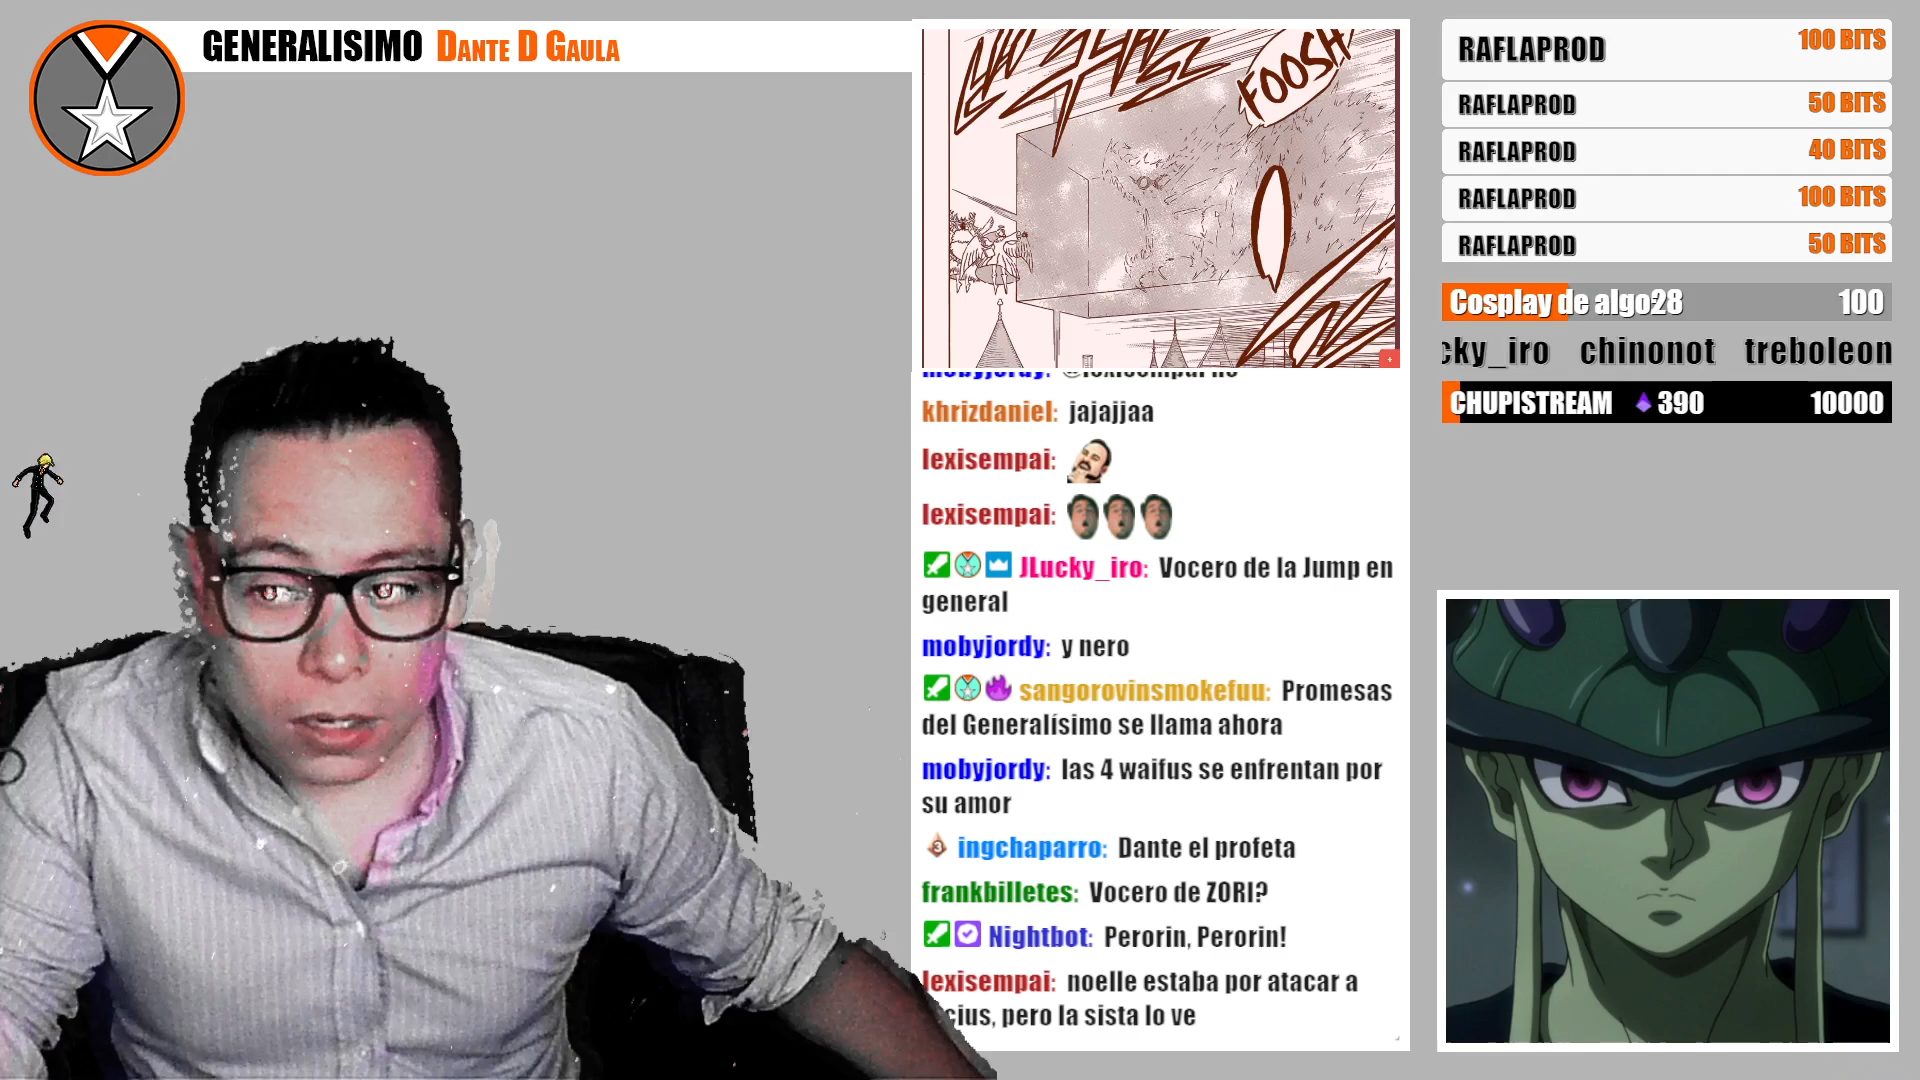 GENERALISIMO DANTE D GAULA
FOOSH
khrizdaniel: jajajjaa
lexisempai:
lexisempai:
JLucky_iro: Vocero de la Jump en
general
mobyjordy: y nero
sangorovinsmokefuu: Promesas
del Generalísimo se llama ahora
mobyjordy: las 4 waifus se enfrentan por
su amor
3 ingchaparro: Dante el profeta
frankbilletes: Vocero de ZORI?
Nightbot: Perorin, Perorin!
lexisempai: noelle estaba por atacar a
cius, pero la sista lo ve
RAFLAPROD 100 BITS
RAFLAPROD 50 BITS
RAFLAPROD 40 BITS
RAFLAPROD 100 BITS
RAFLAPROD 50 BITS
Cosplay de algo28 100
cky_iro chinonot treboleon
CHUPISTREAM 390 10000